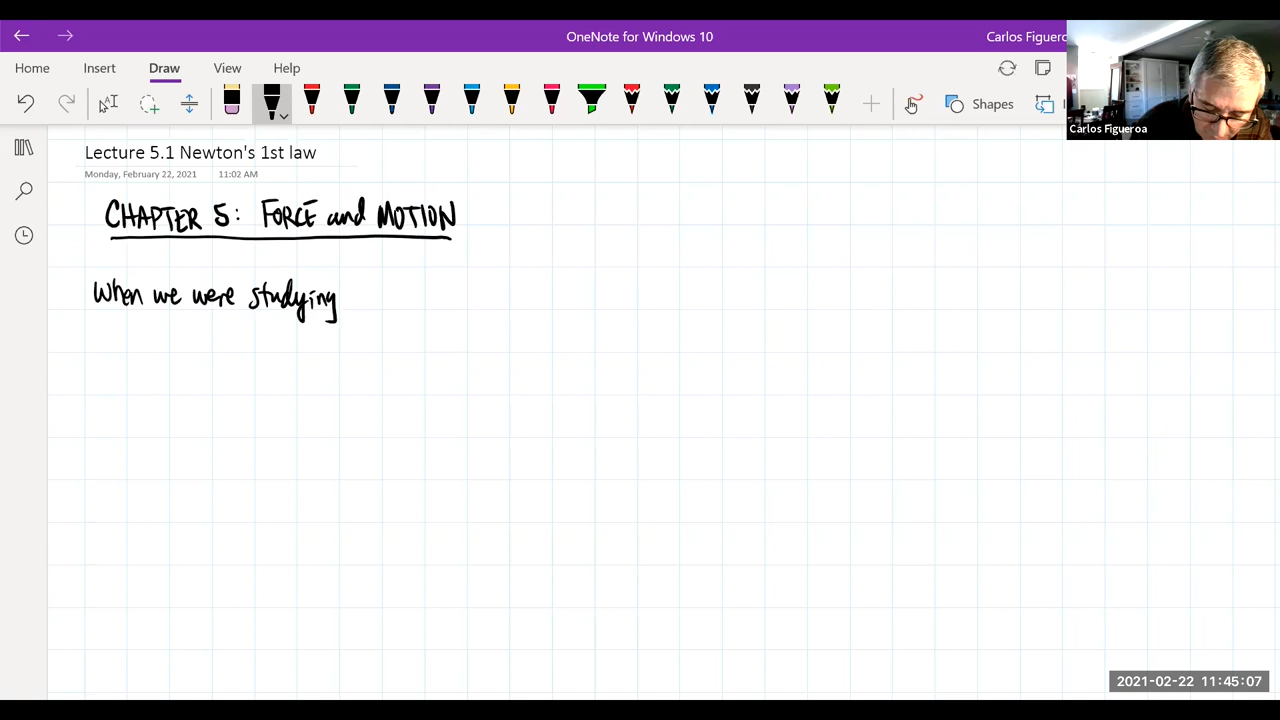 OneNote for Windows 10
Carlos Figuero
Home Insert Draw View Help
Shapes
Carlos Figueroa
Lecture 5.1 Newton's 1st law
Monday, February 22, 2021 11:02 AM
CHAPTER 5: FORCE and MOTION
When we were studying
2021-02-22 11:45:07